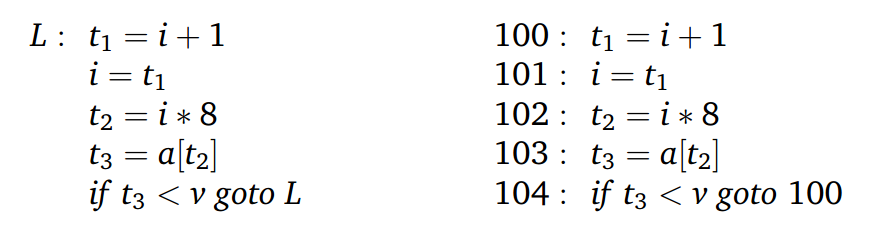 L : t₁ = i + 1
i = t₁
t₂ = i ∗ 8
t₃ = a[t₂]
if t₃ < v goto L
100 : t₁ = i + 1
101 : i = t₁
102 : t₂ = i ∗ 8
103 : t₃ = a[t₂]
104 : if t₃ < v goto 100